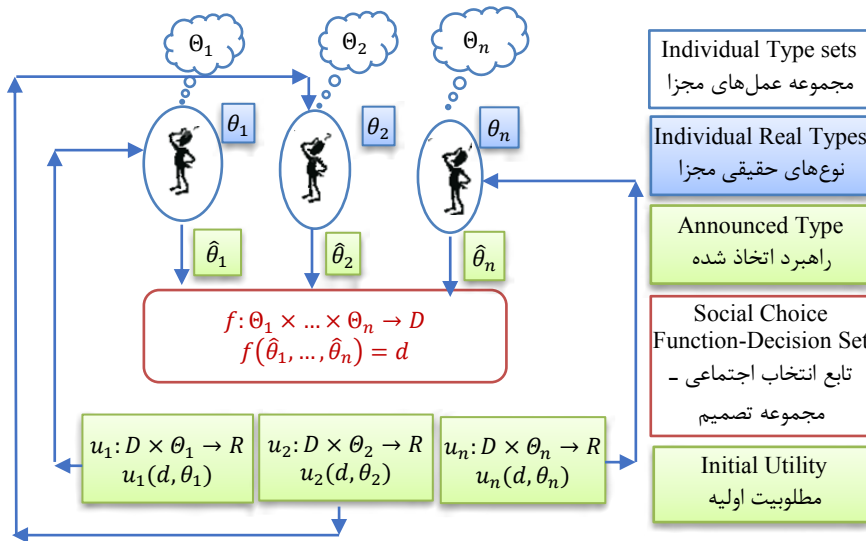 Θ₁
Θ₂
Θₙ
θ₁
θ₂
θₙ
θ̂₁
θ̂₂
θ̂ₙ
f: Θ₁ × … × Θₙ → D
f(θ̂₁, …, θ̂ₙ) = d
u₁: D × Θ₁ → R
u₁(d, θ₁)
u₂: D × Θ₂ → R
u₂(d, θ₂)
uₙ: D × Θₙ → R
uₙ(d, θₙ)
Individual Type sets
مجموعه عمل‌های مجزا
Individual Real Types
نوع‌های حقیقی مجزا
Announced Type
راهبرد اتخاذ شده
Social Choice
Function-Decision Set
تابع انتخاب اجتماعی –
مجموعه تصمیم
Initial Utility
مطلوبیت اولیه